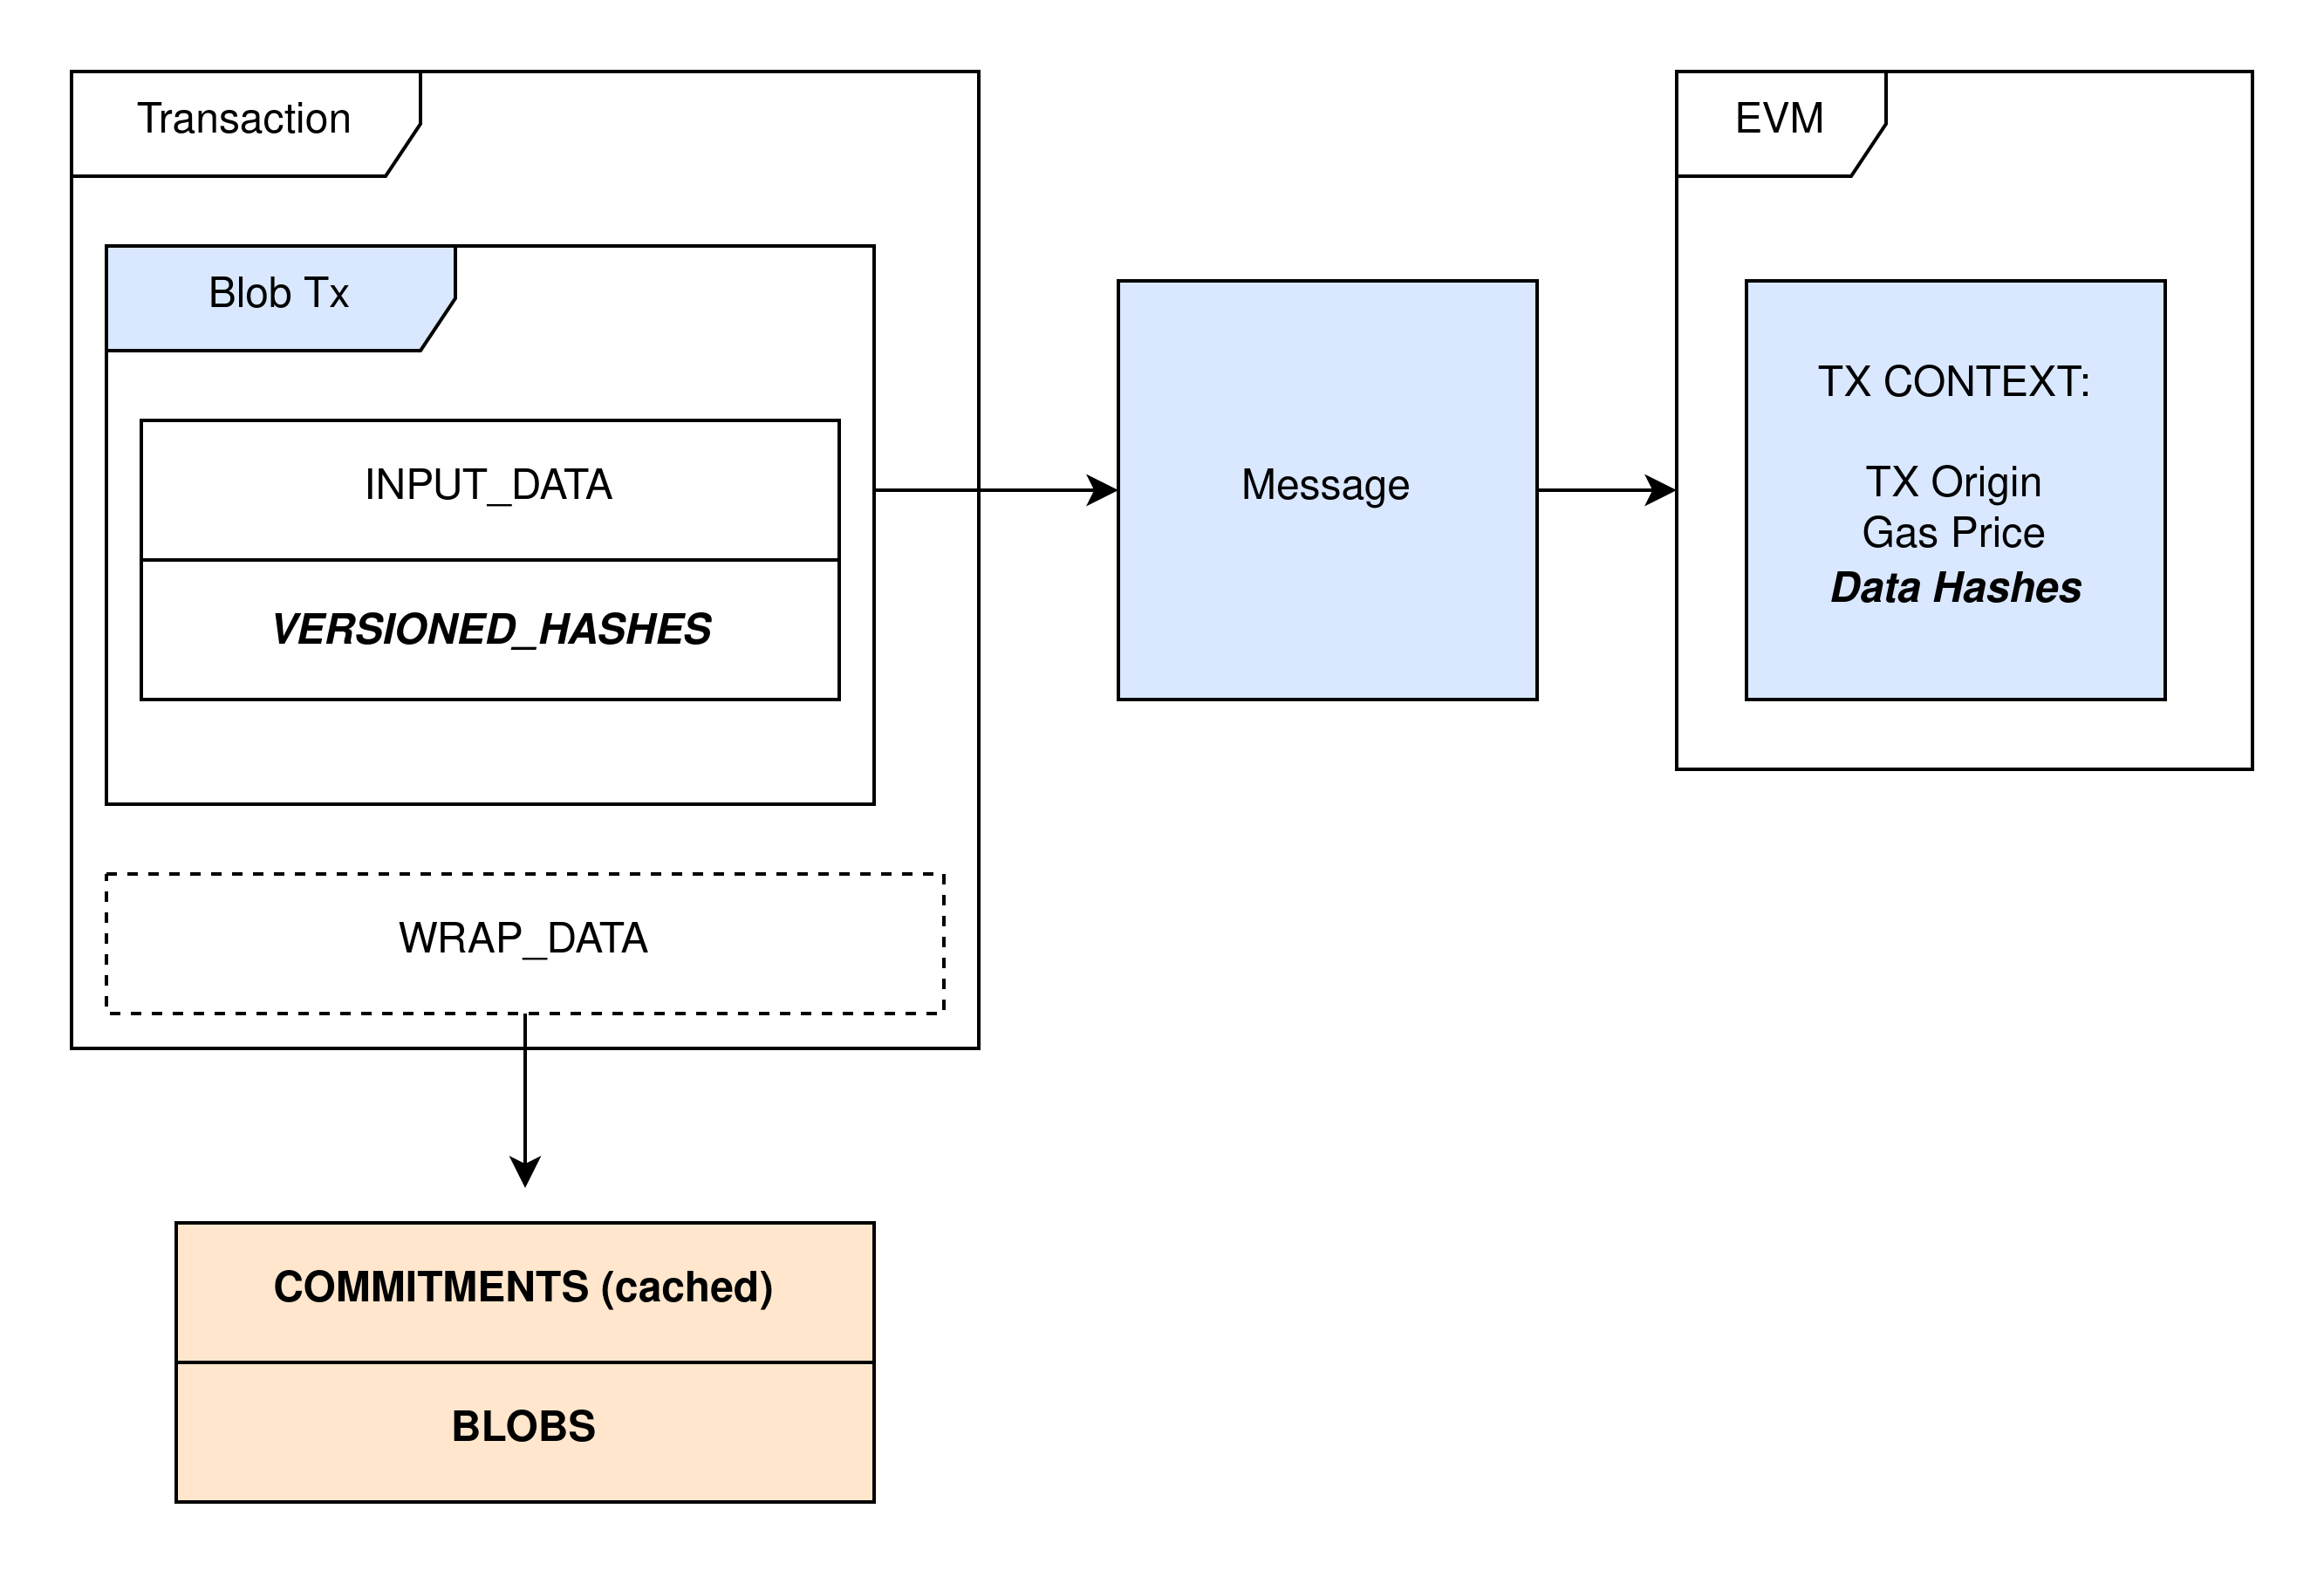 Transaction
Blob Tx
INPUT_DATA
VERSIONED_HASHES
WRAP_DATA
COMMITMENTS (cached)
BLOBS
Message
EVM
TX CONTEXT:
TX Origin
Gas Price
Data Hashes